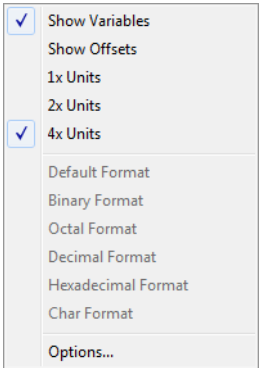 Show Variables
Show Offsets
1x Units
2x Units
4x Units
Default Format
Binary Format
Octal Format
Decimal Format
Hexadecimal Format
Char Format
Options...